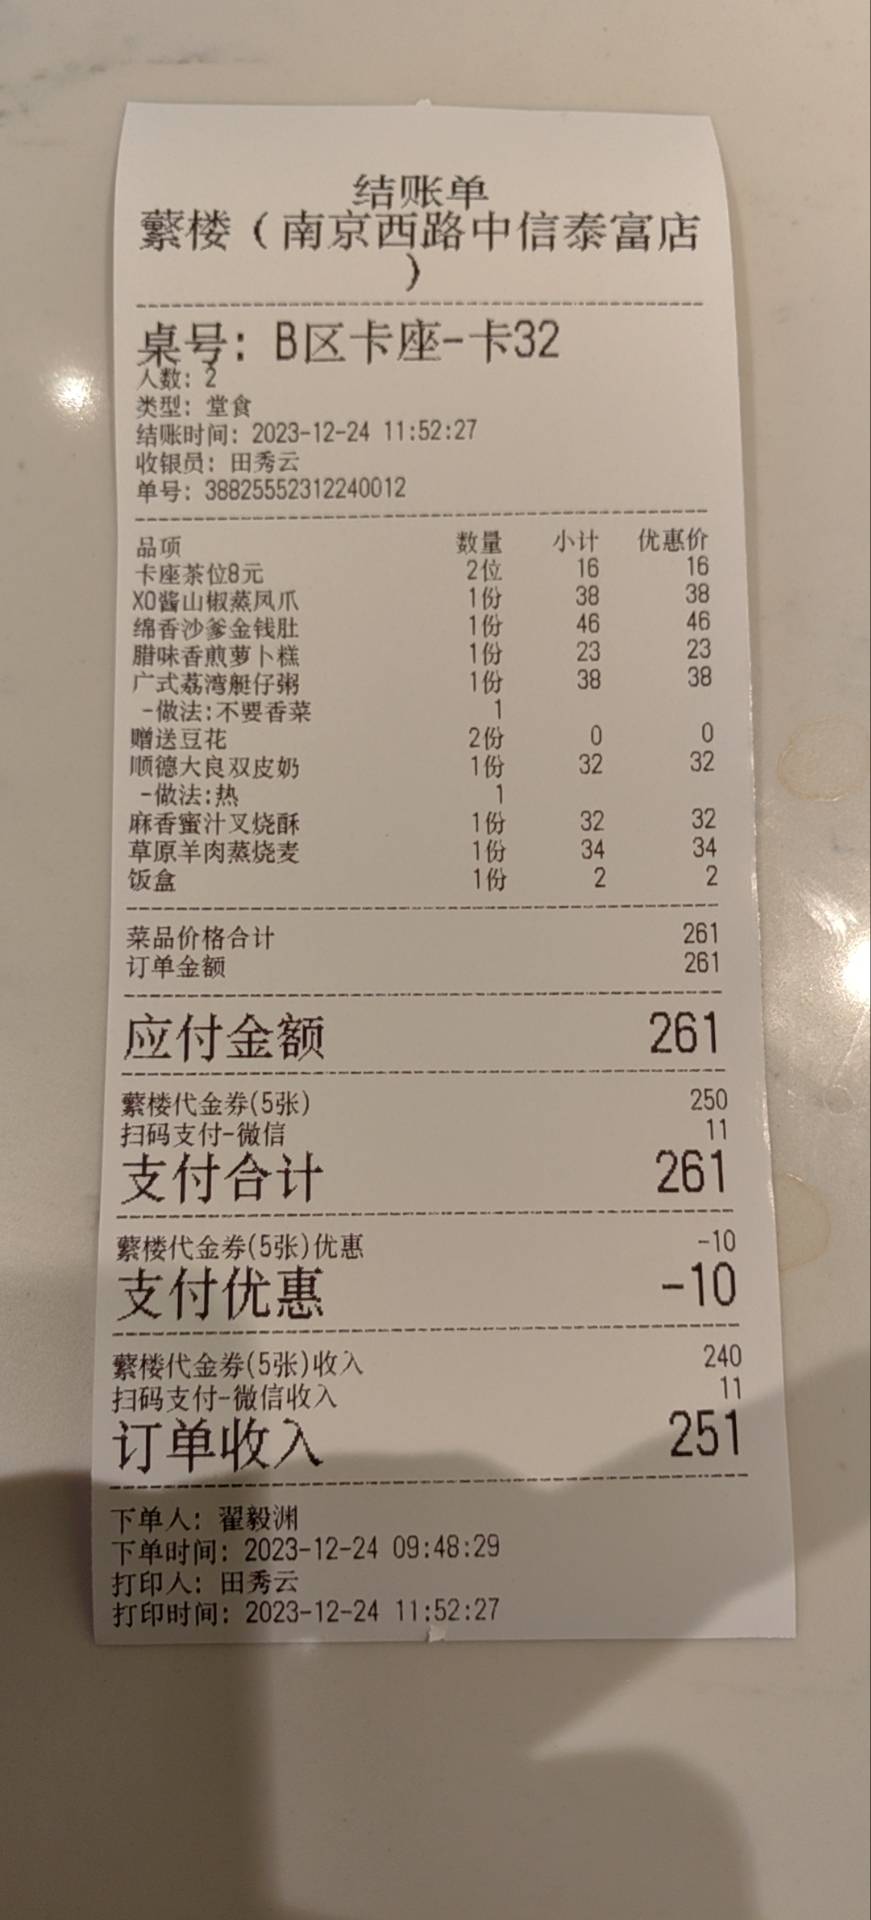 结账单
蘩楼（南京西路中信泰富店
）
桌号: B区卡座-卡32
人数: 2
类型: 堂食
结账时间: 2023-12-24 11:52:27
收银员: 田秀云
单号: 38825552312240012
品项 数量 小计 优惠价
卡座茶位8元 2位 16 16
XO酱山椒蒸凤爪 1份 38 38
绵香沙爹金钱肚 1份 46 46
腊味香煎萝卜糕 1份 23 23
广式荔湾艇仔粥 1份 38 38
-做法:不要香菜 1
赠送豆花 2份 0 0
顺德大良双皮奶 1份 32 32
-做法:热 1
麻香蜜汁叉烧酥 1份 32 32
草原羊肉蒸烧麦 1份 34 34
饭盒 1份 2 2
菜品价格合计 261
订单金额 261
应付金额 261
蘩楼代金券(5张) 250
扫码支付-微信 11
支付合计 261
蘩楼代金券(5张)优惠 -10
支付优惠 -10
蘩楼代金券(5张)收入 240
扫码支付-微信收入 11
订单收入 251
下单人: 翟毅渊
下单时间: 2023-12-24 09:48:29
打印人: 田秀云
打印时间: 2023-12-24 11:52:27